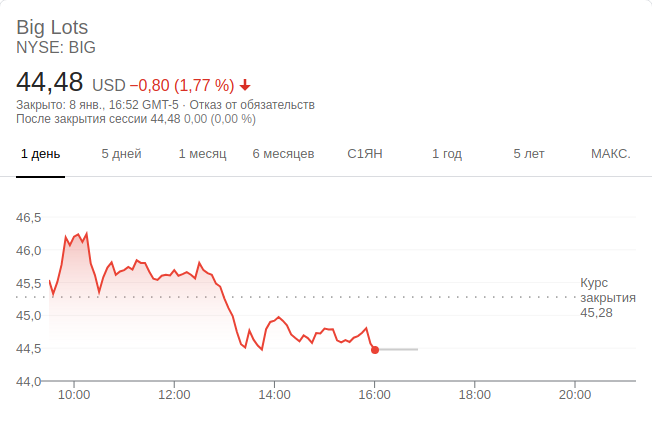 Big Lots
NYSE: BIG
44,48 USD −0,80 (1,77 %)
Закрыто: 8 янв., 16:52 GMT-5 · Отказ от обязательств
После закрытия сессии 44,48 0,00 (0,00 %)
1 день 5 дней 1 месяц 6 месяцев С1ЯН 1 год 5 лет МАКС.
46,5
46,0
45,5
45,0
44,5
44,0
Курс
закрытия
45,28
10:00 12:00 14:00 16:00 18:00 20:00